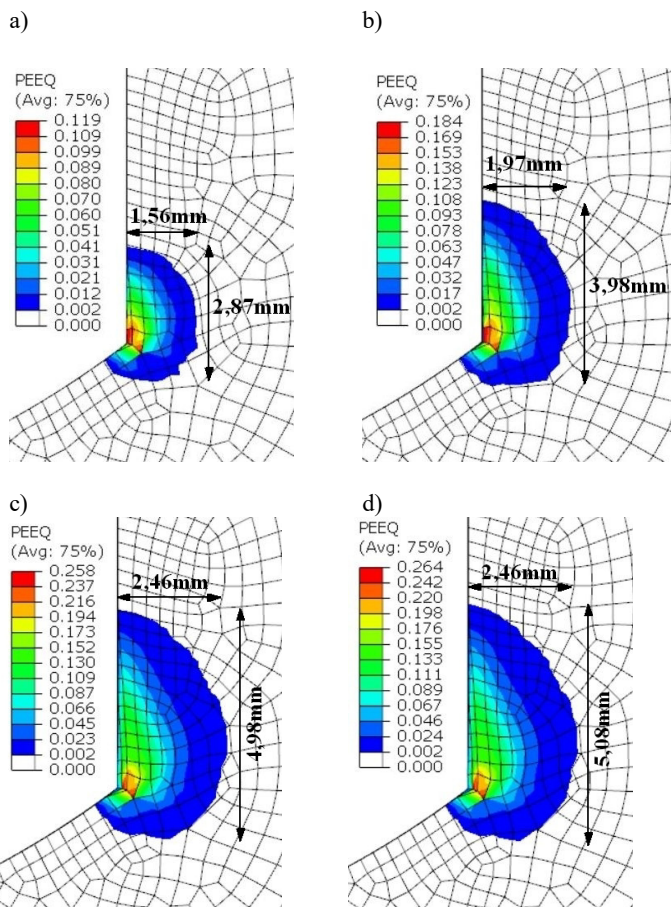 a)
b)
PEEQ
(Avg: 75%)
0.119
0.109
0.099
0.089
0.080
0.070
0.060
0.051
0.041
0.031
0.021
0.012
0.002
0.000
1,56mm
2,87mm
PEEQ
(Avg: 75%)
0.184
0.169
0.153
0.138
0.123
0.108
0.093
0.078
0.063
0.047
0.032
0.017
0.002
0.000
1,97mm
3,98mm
c)
d)
PEEQ
(Avg: 75%)
0.258
0.237
0.216
0.194
0.173
0.152
0.130
0.109
0.087
0.066
0.045
0.023
0.002
0.000
2,46mm
4,98mm
PEEQ
(Avg: 75%)
0.264
0.242
0.220
0.198
0.176
0.155
0.133
0.111
0.089
0.067
0.046
0.024
0.002
0.000
2,46mm
5,08mm